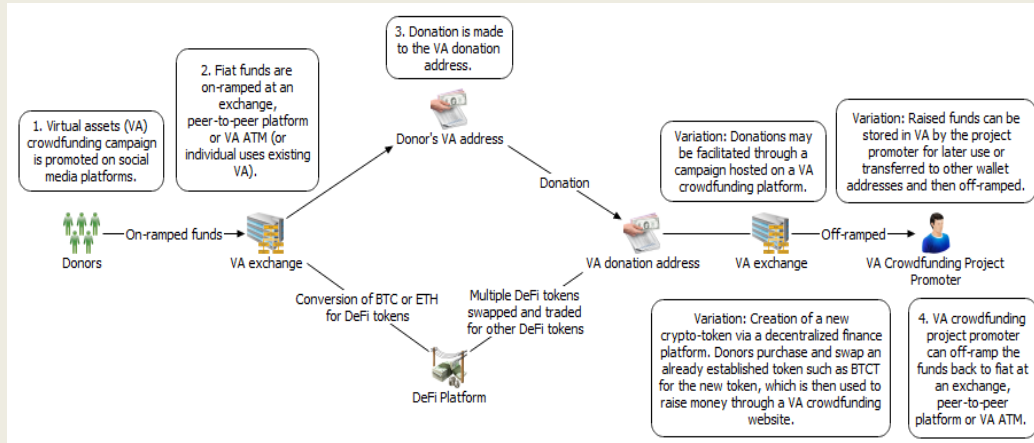 1. Virtual assets (VA)
crowdfunding campaign
is promoted on social
media platforms.
2. Fiat funds are
on-ramped at an
exchange,
peer-to-peer platform
or VA ATM (or
individual uses existing
VA).
3. Donation is made
to the VA donation
address.
Donor's VA address
Donation
Variation: Donations may
be facilitated through a
campaign hosted on a VA
crowdfunding platform.
Variation: Raised funds can be
stored in VA by the project
promoter for later use or
transferred to other wallet
addresses and then off-ramped.
Donors
On-ramped funds
VA exchange
VA donation address
VA exchange
Off-ramped
VA Crowdfunding Project
Promoter
Conversion of BTC or ETH
for DeFi tokens
Multiple DeFi tokens
swapped and traded
for other DeFi tokens
DeFi Platform
Variation: Creation of a new
crypto-token via a decentralized finance
platform. Donors purchase and swap an
already established token such as BTCT
for the new token, which is then used to
raise money through a VA crowdfunding
website.
4. VA crowdfunding
project promoter
can off-ramp the
funds back to fiat at
an exchange,
peer-to-peer
platform or VA ATM.